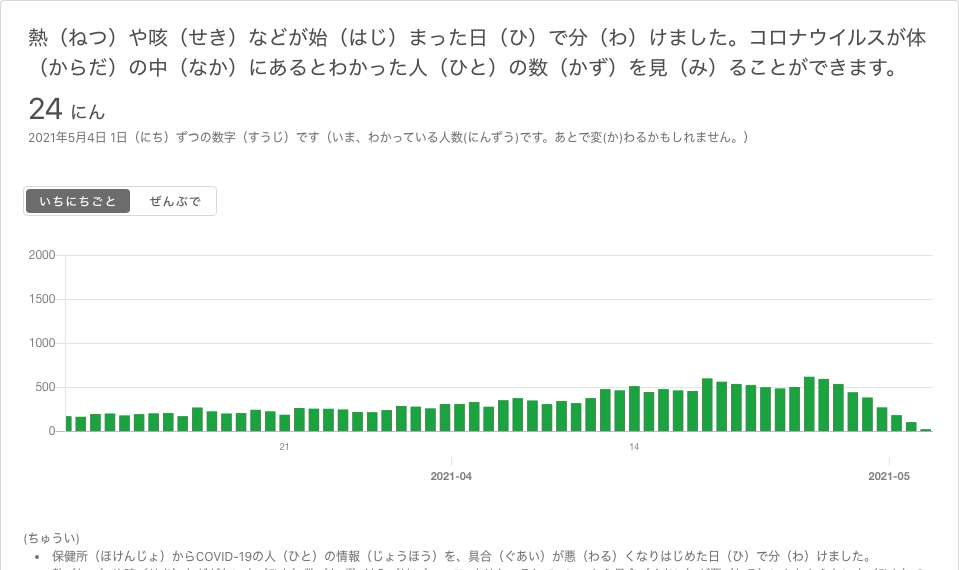 熱（ねつ）や咳（せき）などが始（はじ）まった日（ひ）で分（わ）けました。コロナウイルスが体
（からだ）の中（なか）にあるとわかった人（ひと）の数（かず）を見（み）ることができます。
24 にん
2021年5月4日 1日（にち）ずつの数字（すうじ）です（いま、わかっている人数(にんずう)です。あとで変(か)わるかもしれません。）
いちにちごと ぜんぶで
2000
1500
1000
500
0
21 14
2021-04 2021-05
(ちゅうい)
• 保健所（ほけんじょ）からCOVID-19の人（ひと）の情報（じょうほう）を、具合（ぐあい）が悪（わる）くなりはじめた日（ひ）で分（わ）けました。